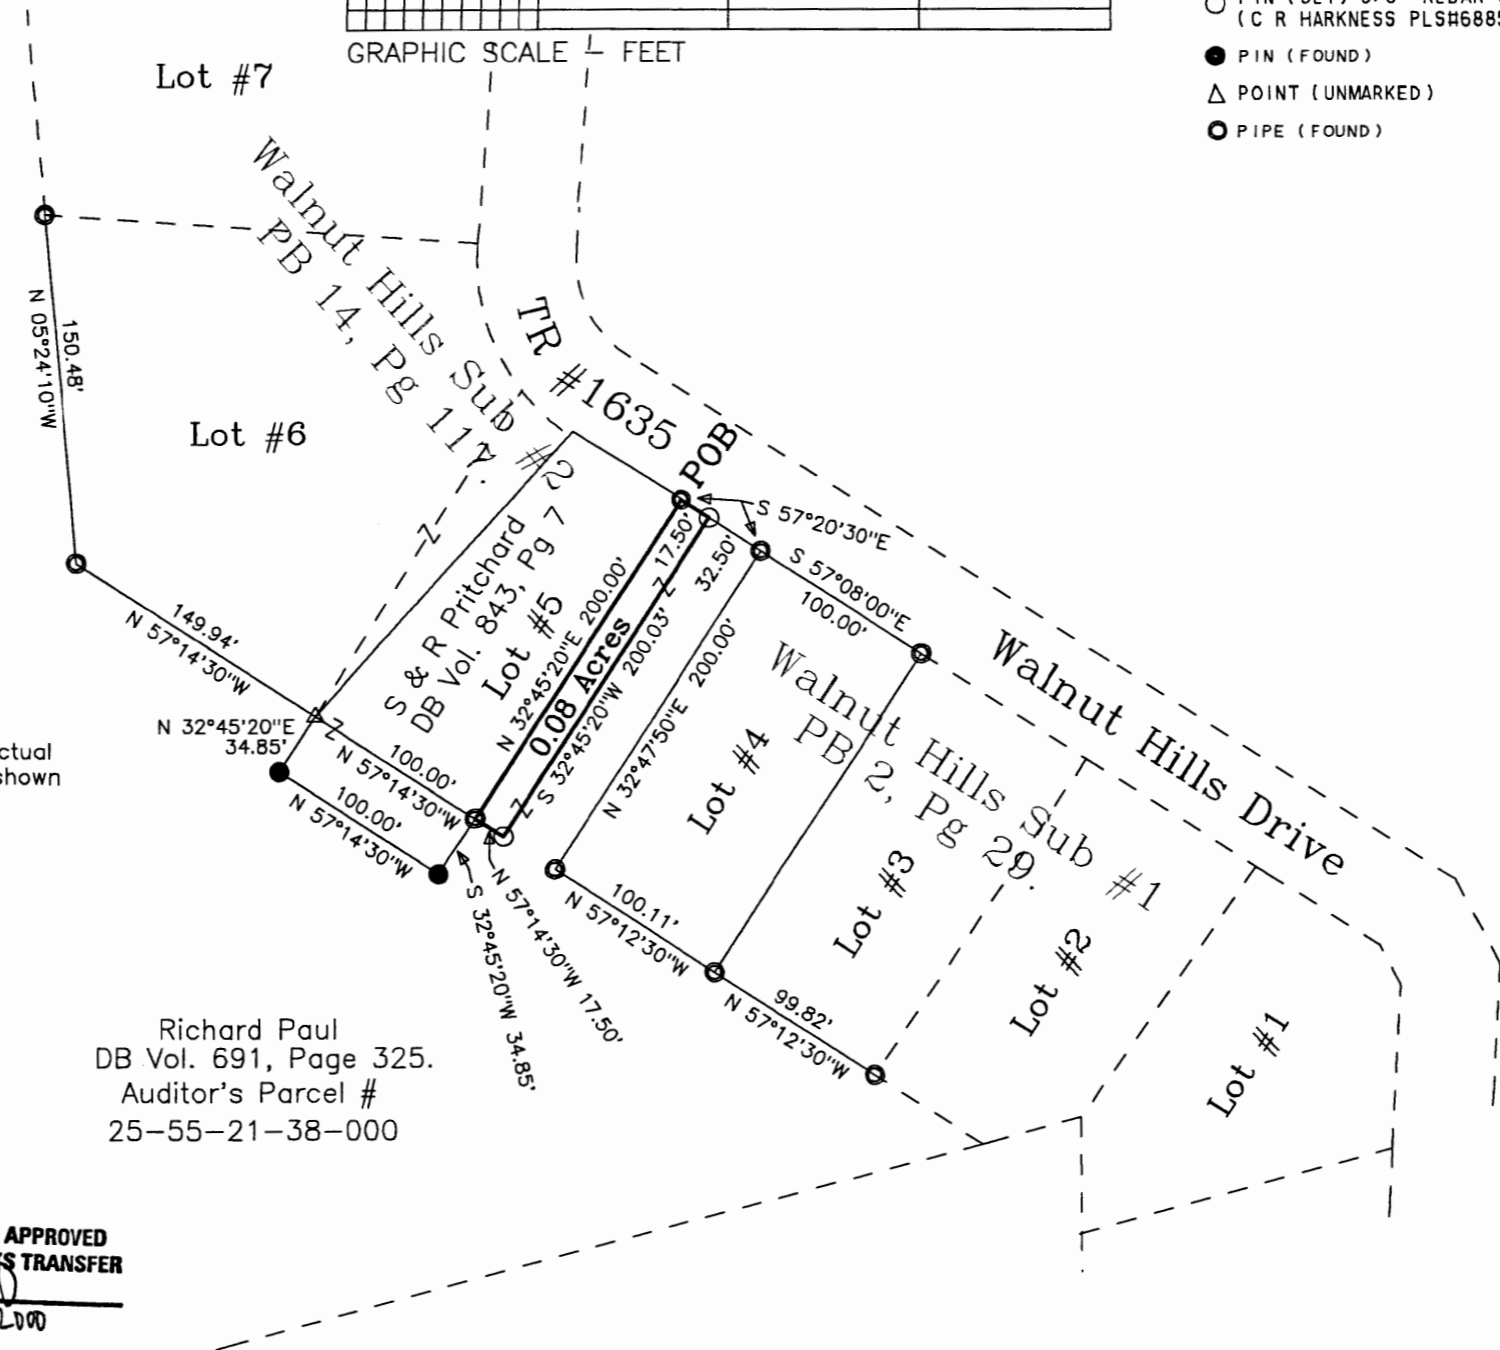 GRAPHIC SCALE - FEET
(C R HARKNESS PLS#6885
PIN (FOUND)
POINT (UNMARKED)
PIPE (FOUND)
Lot #7
Walnut Hills Sub #2
PB 14, Pg 117.
TR #1635
N 05°24'10"W
150.48'
Lot #6
POB
S 57°20'30"E
17.50'
32.50'
S 57°08'00"E
100.00'
S & R Pritchard
DB Vol. 843, Pg 7
Lot #5
N 32°45'20"E 200.00'
0.08 Acres
S 32°45'20"W 200.03'
N 32°47'50"E 200.00'
149.94'
N 57°14'30"W
N 32°45'20"E
34.85'
100.00'
N 57°14'30"W
100.00'
N 57°14'30"W
S 32°45'20"W 34.85'
N 57°14'30"W 17.50'
Walnut Hills Drive
Walnut Hills Sub #1
PB 2, Pg 29.
Lot #4
Lot #3
Lot #2
Lot #1
100.11'
N 57°12'30"W
99.82'
N 57°12'30"W
ctual
shown
Richard Paul
DB Vol. 691, Page 325.
Auditor's Parcel #
25-55-21-38-000
APPROVED
TRANSFER
2000